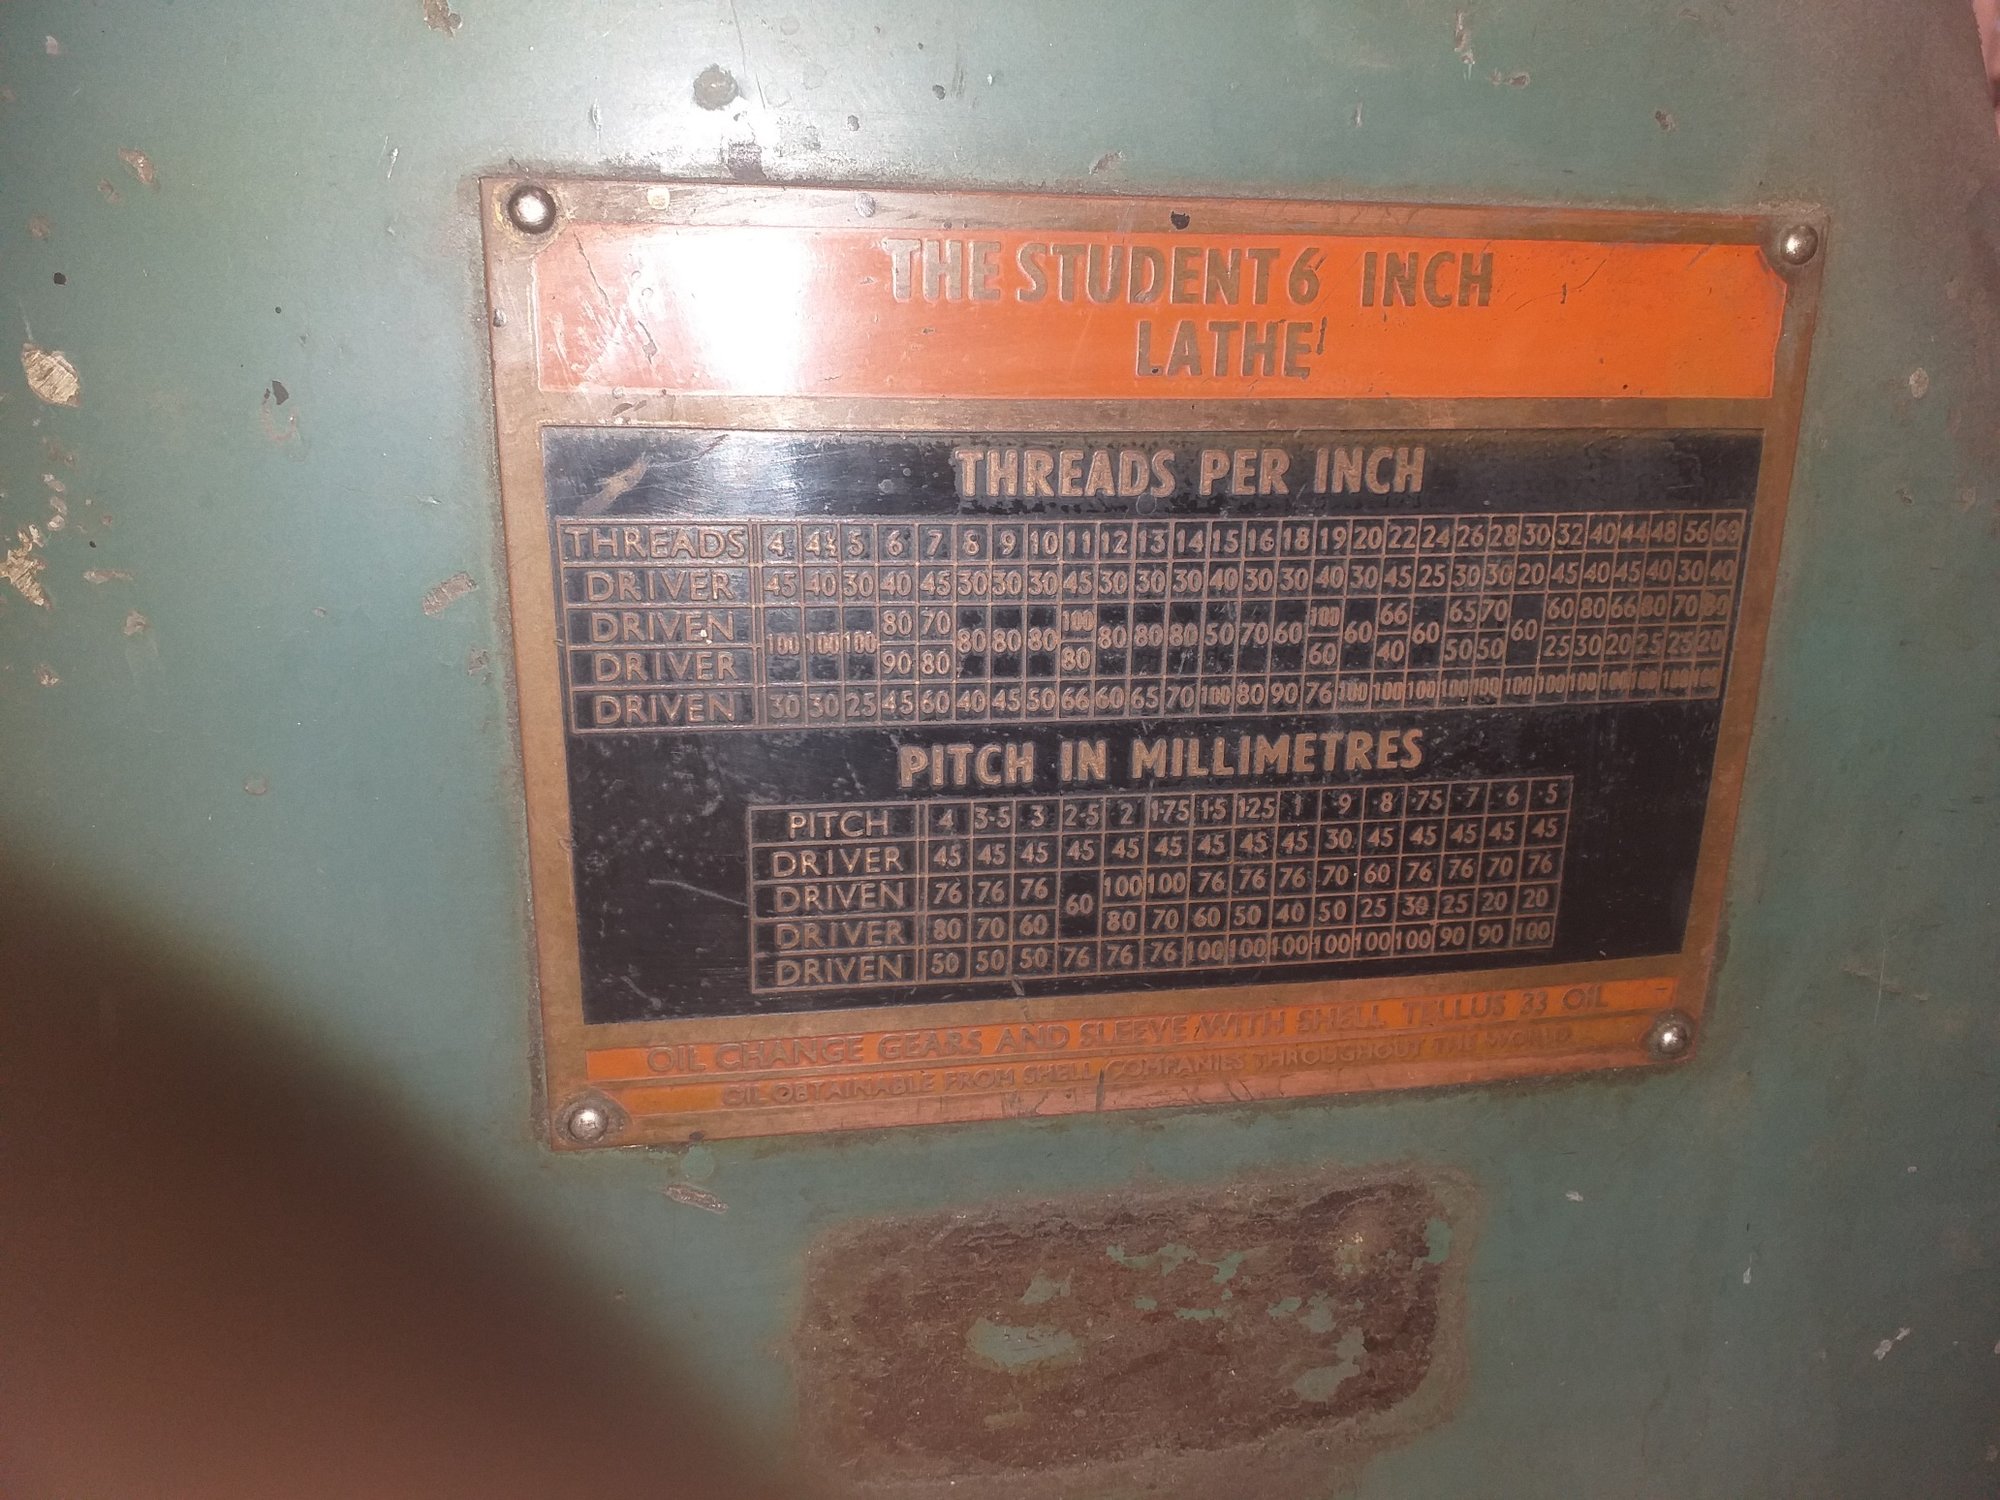 THE STUDENT 6 INCH
LATHE
THREADS PER INCH
THREADS 4 4½ 5 6 7 8 9 10 11 12 13 14 15 16 18 19 20 22 24 26 28 30 32 40 44 48 56 60
DRIVER 45 40 30 40 45 30 30 30 45 30 30 30 40 30 30 40 30 45 25 30 30 20 45 40 45 40 30 40
DRIVEN 100 100 100 80 70 80 80 80 100 80 80 80 50 70 60 100 60 66 60 65 70 60 60 80 66 80 70 80
DRIVER 90 80 80 60 40 50 50 25 30 20 25 25 20
DRIVEN 30 30 25 45 60 40 45 50 66 60 65 70 100 80 90 76 100 100 100 100 100 100 100 100 100 100 100 100
PITCH IN MILLIMETRES
PITCH 4 3·5 3 2·5 2 1·75 1·5 1·25 1 ·9 ·8 ·75 ·7 ·6 ·5
DRIVER 45 45 45 45 45 45 45 45 45 30 45 45 45 45 45
DRIVEN 76 76 76 60 100 100 76 76 76 70 60 76 76 70 76
DRIVER 80 70 60 80 70 60 50 40 50 25 30 25 20 20
DRIVEN 50 50 50 76 76 76 100 100 100 100 100 100 90 90 100
OIL CHANGE GEARS AND SLEEVE WITH SHELL TELLUS 33 OIL
OIL OBTAINABLE FROM SHELL COMPANIES THROUGHOUT THE WORLD